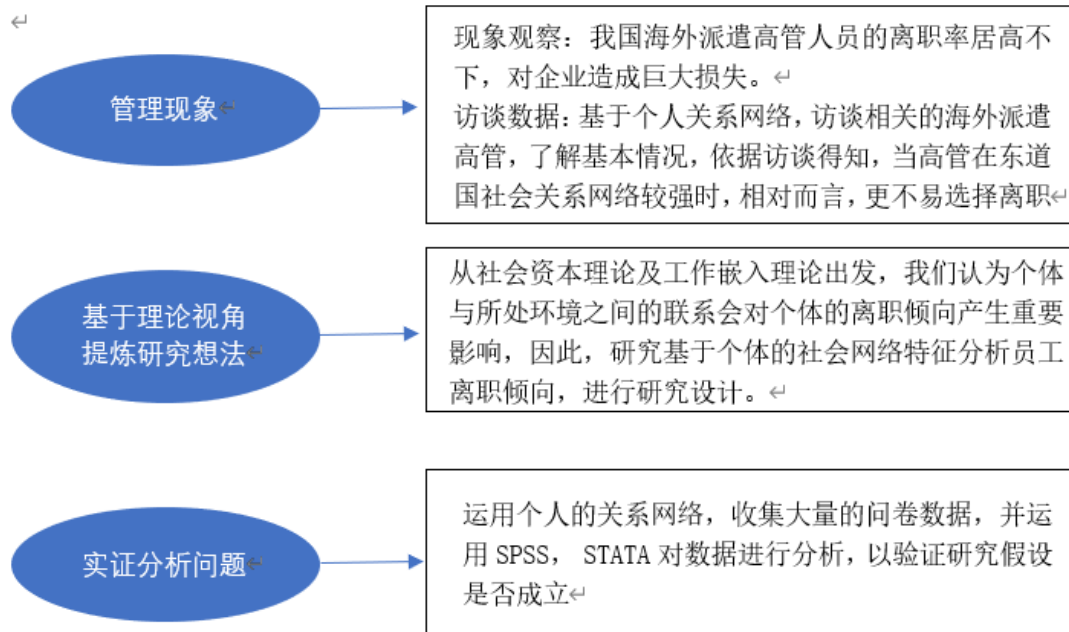 管理现象
现象观察：我国海外派遣高管人员的离职率居高不
下，对企业造成巨大损失。
访谈数据：基于个人关系网络，访谈相关的海外派遣
高管，了解基本情况，依据访谈得知，当高管在东道
国社会关系网络较强时，相对而言，更不易选择离职
基于理论视角
提炼研究想法
从社会资本理论及工作嵌入理论出发，我们认为个体
与所处环境之间的联系会对个体的离职倾向产生重要
影响，因此，研究基于个体的社会网络特征分析员工
离职倾向，进行研究设计。
实证分析问题
运用个人的关系网络，收集大量的问卷数据，并运
用 SPSS， STATA 对数据进行分析，以验证研究假设
是否成立